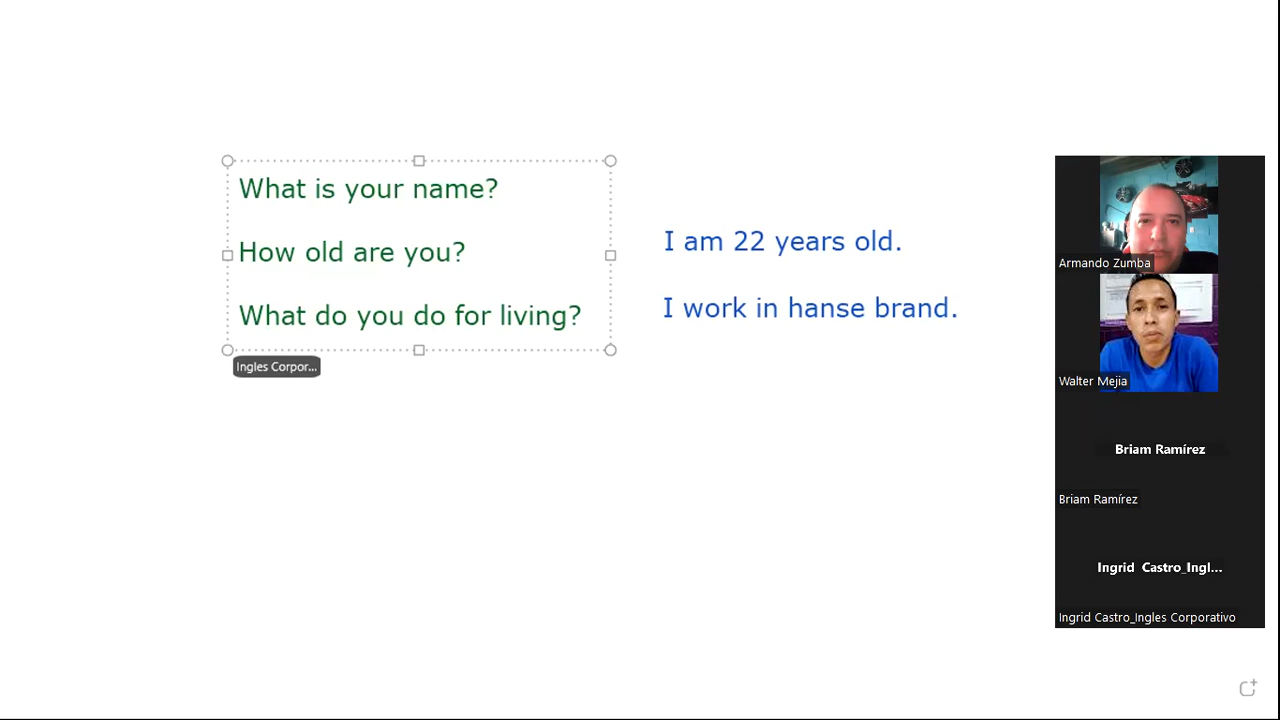 What is your name?
How old are you?
What do you do for living?
Ingles Corpor...
I am 22 years old.
I work in hanse brand.
Armando Zumba
Walter Mejia
Briam Ramírez
Briam Ramírez
Ingrid Castro_Ingl...
Ingrid Castro_Ingles Corporativo